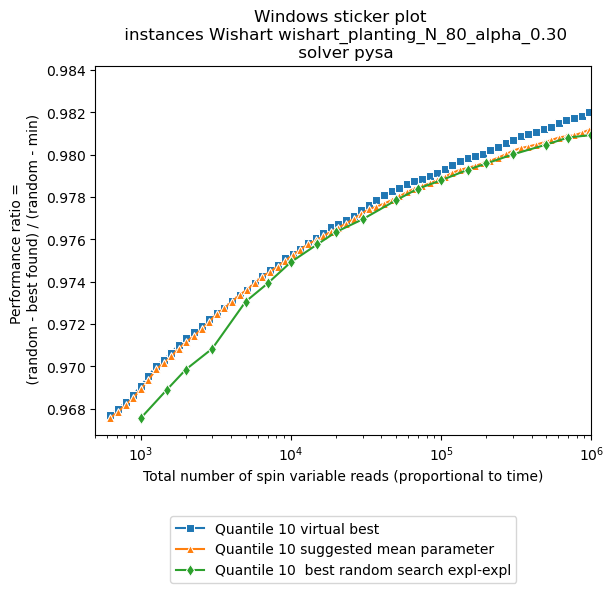 Windows sticker plot
instances Wishart wishart_planting_N_80_alpha_0.30
solver pysa
Performance ratio =
(random - best found) / (random - min)
0.984
0.982
0.980
0.978
0.976
0.974
0.972
0.970
0.968
10³
10⁴
10⁵
10⁶
Total number of spin variable reads (proportional to time)
Quantile 10 virtual best
Quantile 10 suggested mean parameter
Quantile 10  best random search expl-expl